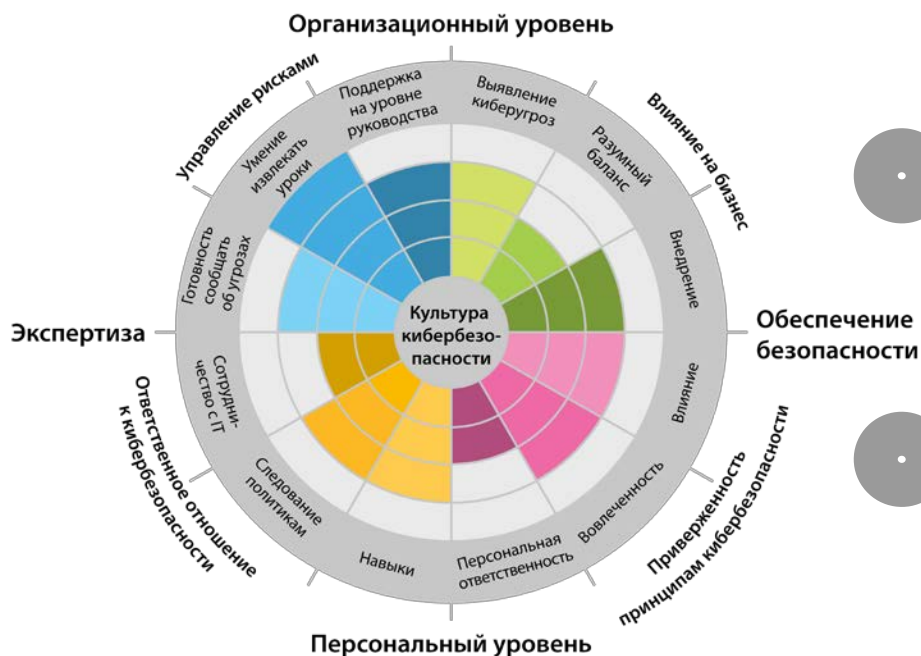 Организационный уровень
Управление рисками
Влияние на бизнес
Поддержка
на уровне
руководства
Выявление
киберугроз
Умение
извлекать
уроки
Разумный
баланс
Готовность
сообщать
об угрозах
Внедрение
Культура
кибербезо-
пасности
Экспертиза
Обеспечение
безопасности
Сотрудни-
чество с IT
Влияние
Следование
политикам
Вовлеченность
Навыки
Персональная
ответственность
Ответственное отношение
к кибербезопасности
Приверженность
принципам кибербезопасности
Персональный уровень